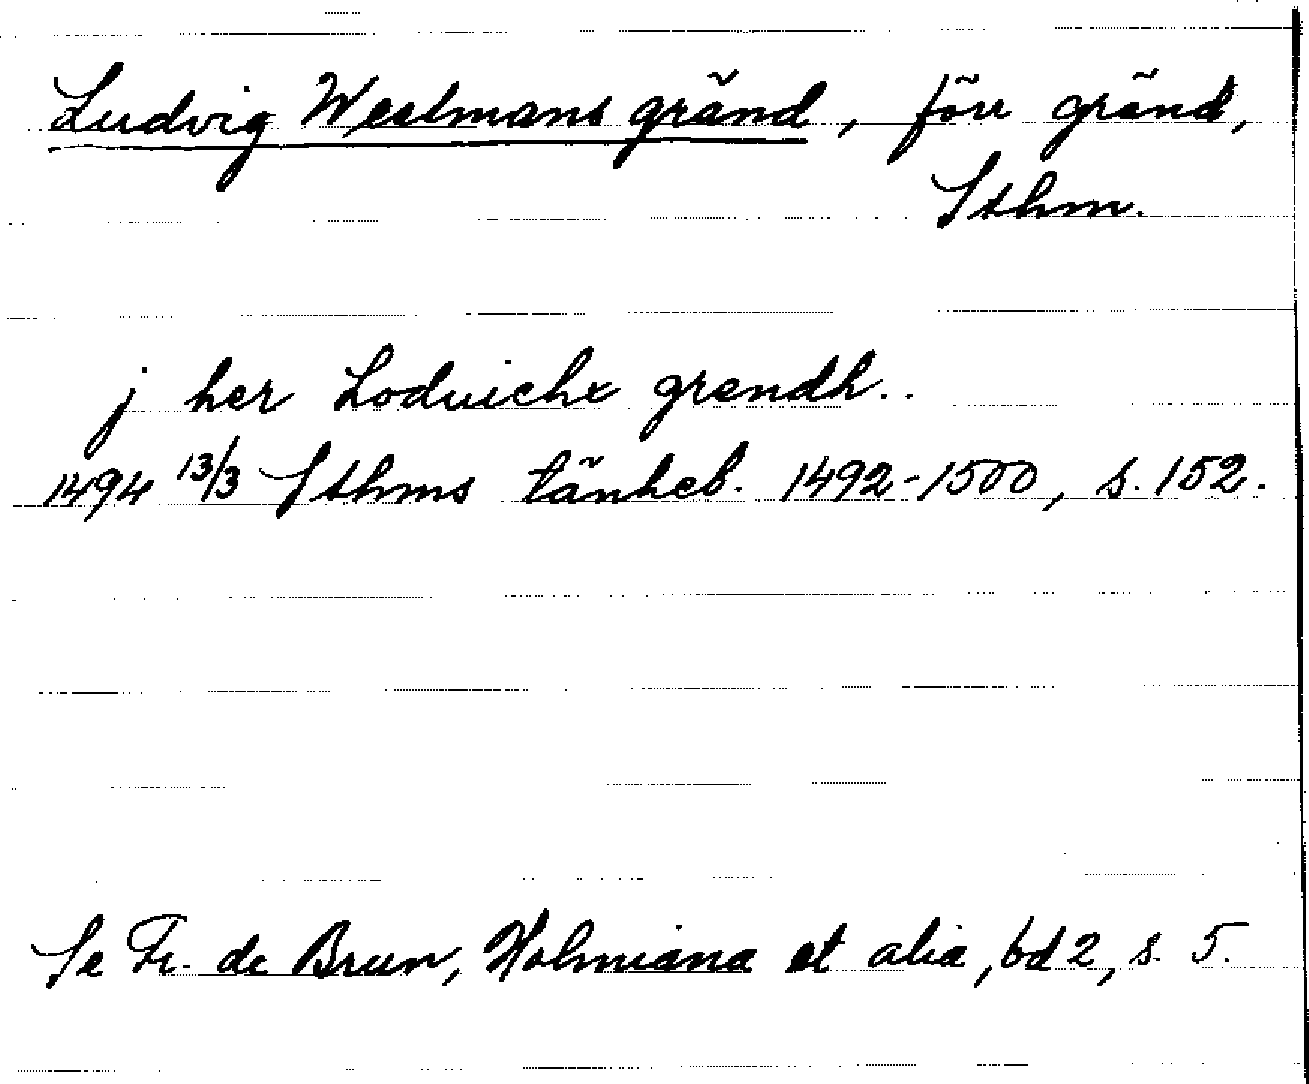 Ludvig Westmans gränd, förr gränd,
Sthm.
j her Loduichx grendh..
1494 13/3 Sthms tänkeb. 1492-1500, s. 152.
Se Fr. de Brun, Holmiana et alia, bd 2, s. 5.